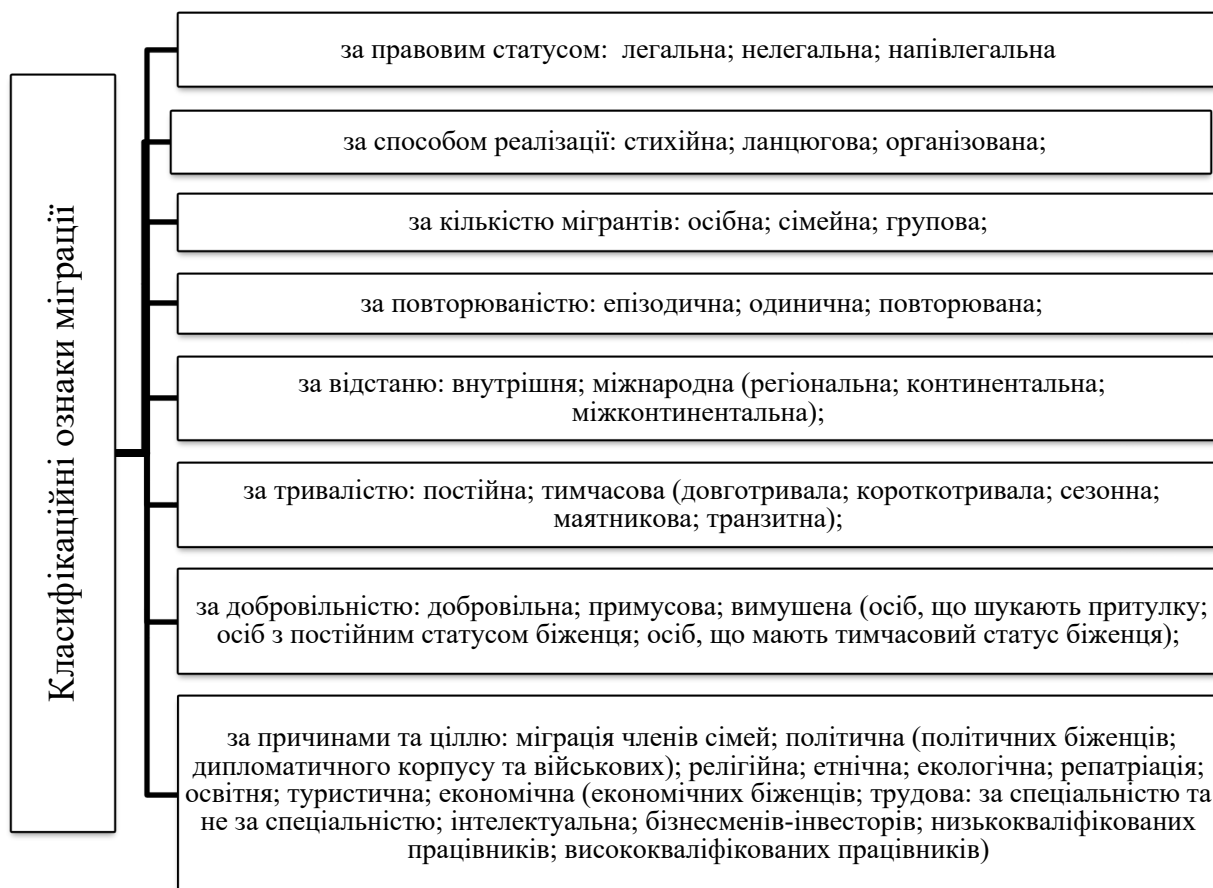 Класифікаційні ознаки міграції
за правовим статусом: легальна; нелегальна; напівлегальна
за способом реалізації: стихійна; ланцюгова; організована;
за кількістю мігрантів: осібна; сімейна; групова;
за повторюваністю: епізодична; одинична; повторювана;
за відстаню: внутрішня; міжнародна (регіональна; континентальна;
міжконтинентальна);
за тривалістю: постійна; тимчасова (довготривала; короткотривала; сезонна;
маятникова; транзитна);
за добровільністю: добровільна; примусова; вимушена (осіб, що шукають притулку;
осіб з постійним статусом біженця; осіб, що мають тимчасовий статус біженця);
за причинами та ціллю: міграція членів сімей; політична (політичних біженців;
дипломатичного корпусу та військових); релігійна; етнічна; екологічна; репатріація;
освітня; туристична; економічна (економічних біженців; трудова: за спеціальністю та
не за спеціальністю; інтелектуальна; бізнесменів-інвесторів; низькокваліфікованих
працівників; висококваліфікованих працівників)